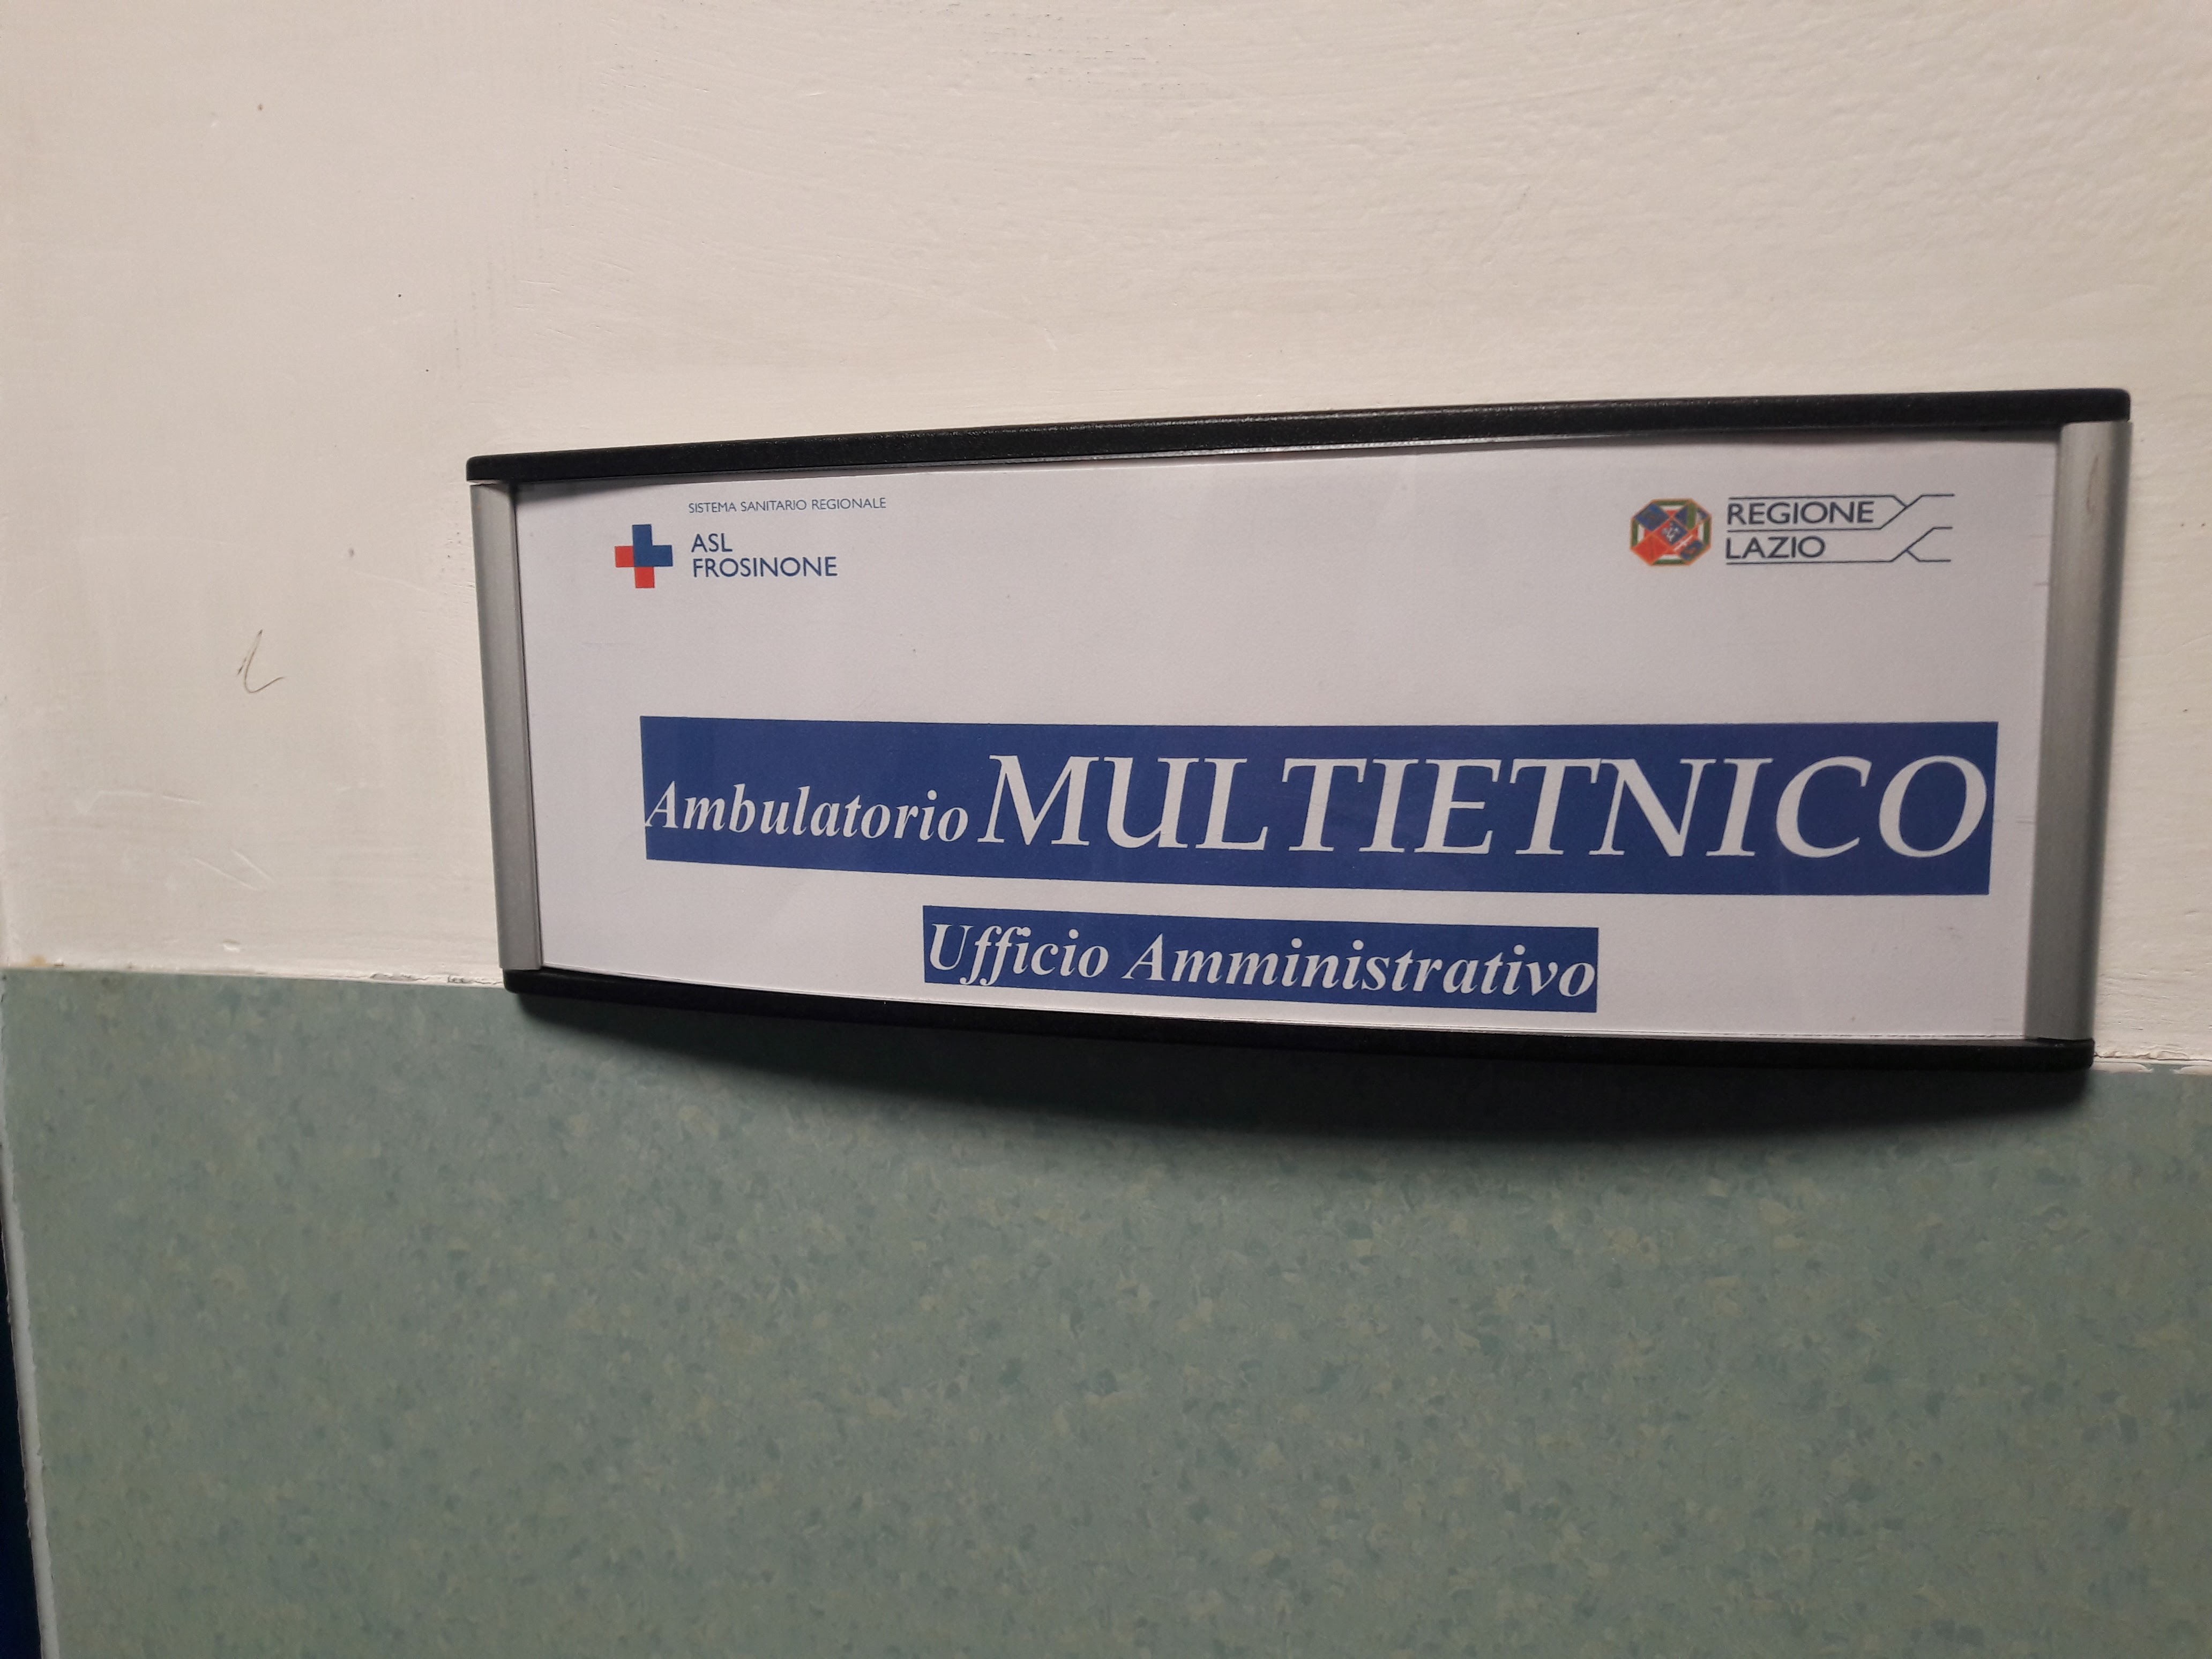 SISTEMA SANITARIO REGIONALE
ASL
FROSINONE
REGIONE
LAZIO
Ambulatorio MULTIETNICO
Ufficio Amministrativo